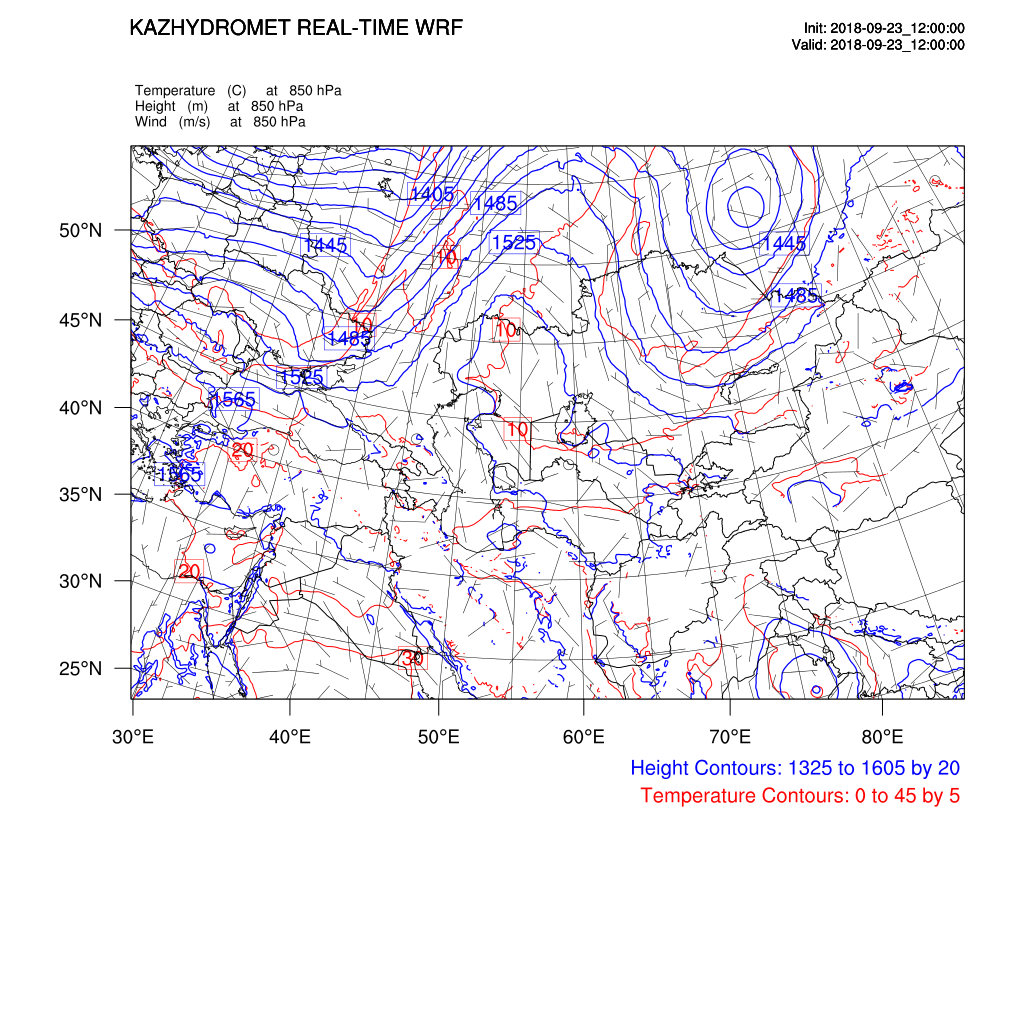 KAZHYDROMET REAL-TIME WRF
Init: 2018-09-23_12:00:00
Valid: 2018-09-23_12:00:00
Temperature (C) at 850 hPa
Height (m) at 850 hPa
Wind (m/s) at 850 hPa
1405
1485
50°N
1445
1525
10
1445
1485
45°N
10
1485
10
1525
40°N
1565
10
20
35°N
1565
30°N
20
25°N
30
30°E
40°E
50°E
60°E
70°E
80°E
Height Contours: 1325 to 1605 by 20
Temperature Contours: 0 to 45 by 5